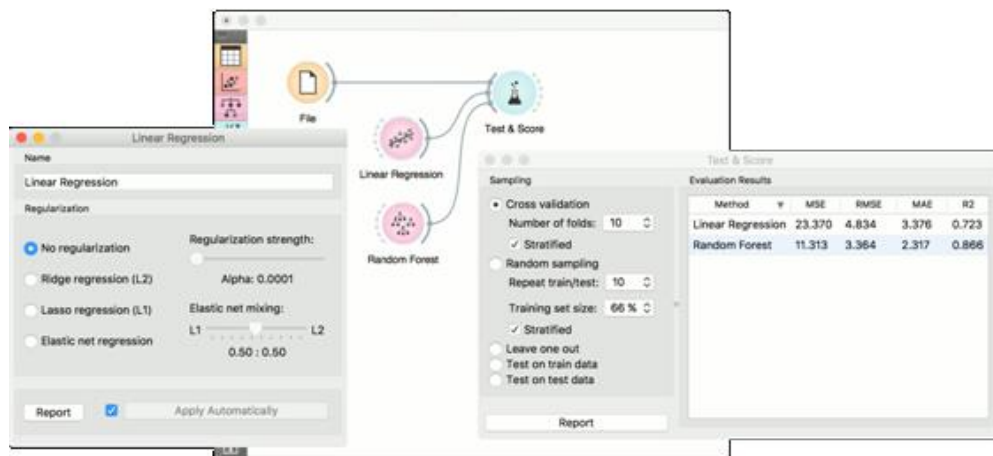 File
Test & Score
Linear Regression
Random Forest
Linear Regression
Name
Linear Regression
Regularization
No regularization
Ridge regression (L2)
Lasso regression (L1)
Elastic net regression
Regularization strength:
Alpha: 0.0001
Elastic net mixing:
L1 L2
0.50 : 0.50
Report Apply Automatically
Test & Score
Sampling
Cross validation
Number of folds: 10
Stratified
Random sampling
Repeat train/test: 10
Training set size: 66 %
Stratified
Leave one out
Test on train data
Test on test data
Report
Evaluation Results
Method MSE RMSE MAE R2
Linear Regression 23.370 4.834 3.376 0.723
Random Forest 11.313 3.364 2.317 0.866